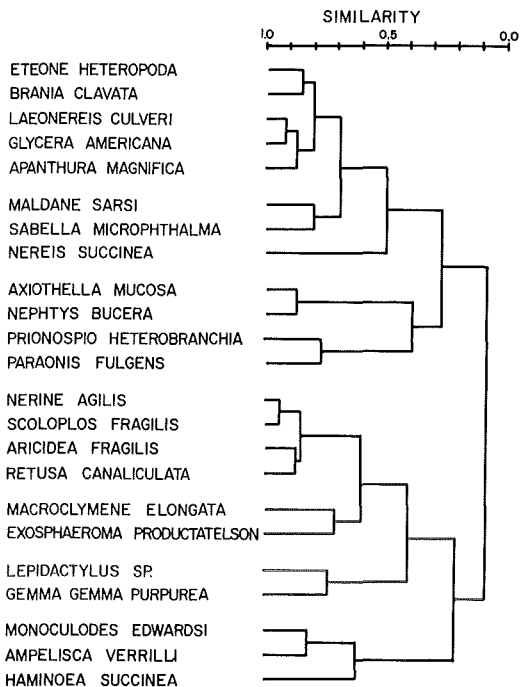 SIMILARITY
1.0 0.5 0.0
ETEONE HETEROPODA
BRANIA CLAVATA
LAEONEREIS CULVERI
GLYCERA AMERICANA
APANTHURA MAGNIFICA
MALDANE SARSI
SABELLA MICROPHTHALMA
NEREIS SUCCINEA
AXIOTHELLA MUCOSA
NEPHTYS BUCERA
PRIONOSPIO HETEROBRANCHIA
PARAONIS FULGENS
NERINE AGILIS
SCOLOPLOS FRAGILIS
ARICIDEA FRAGILIS
RETUSA CANALICULATA
MACROCLYMENE ELONGATA
EXOSPHAEROMA PRODUCTATELSON
LEPIDACTYLUS SP.
GEMMA GEMMA PURPUREA
MONOCULODES EDWARDSI
AMPELISCA VERRILLI
HAMINOEA SUCCINEA